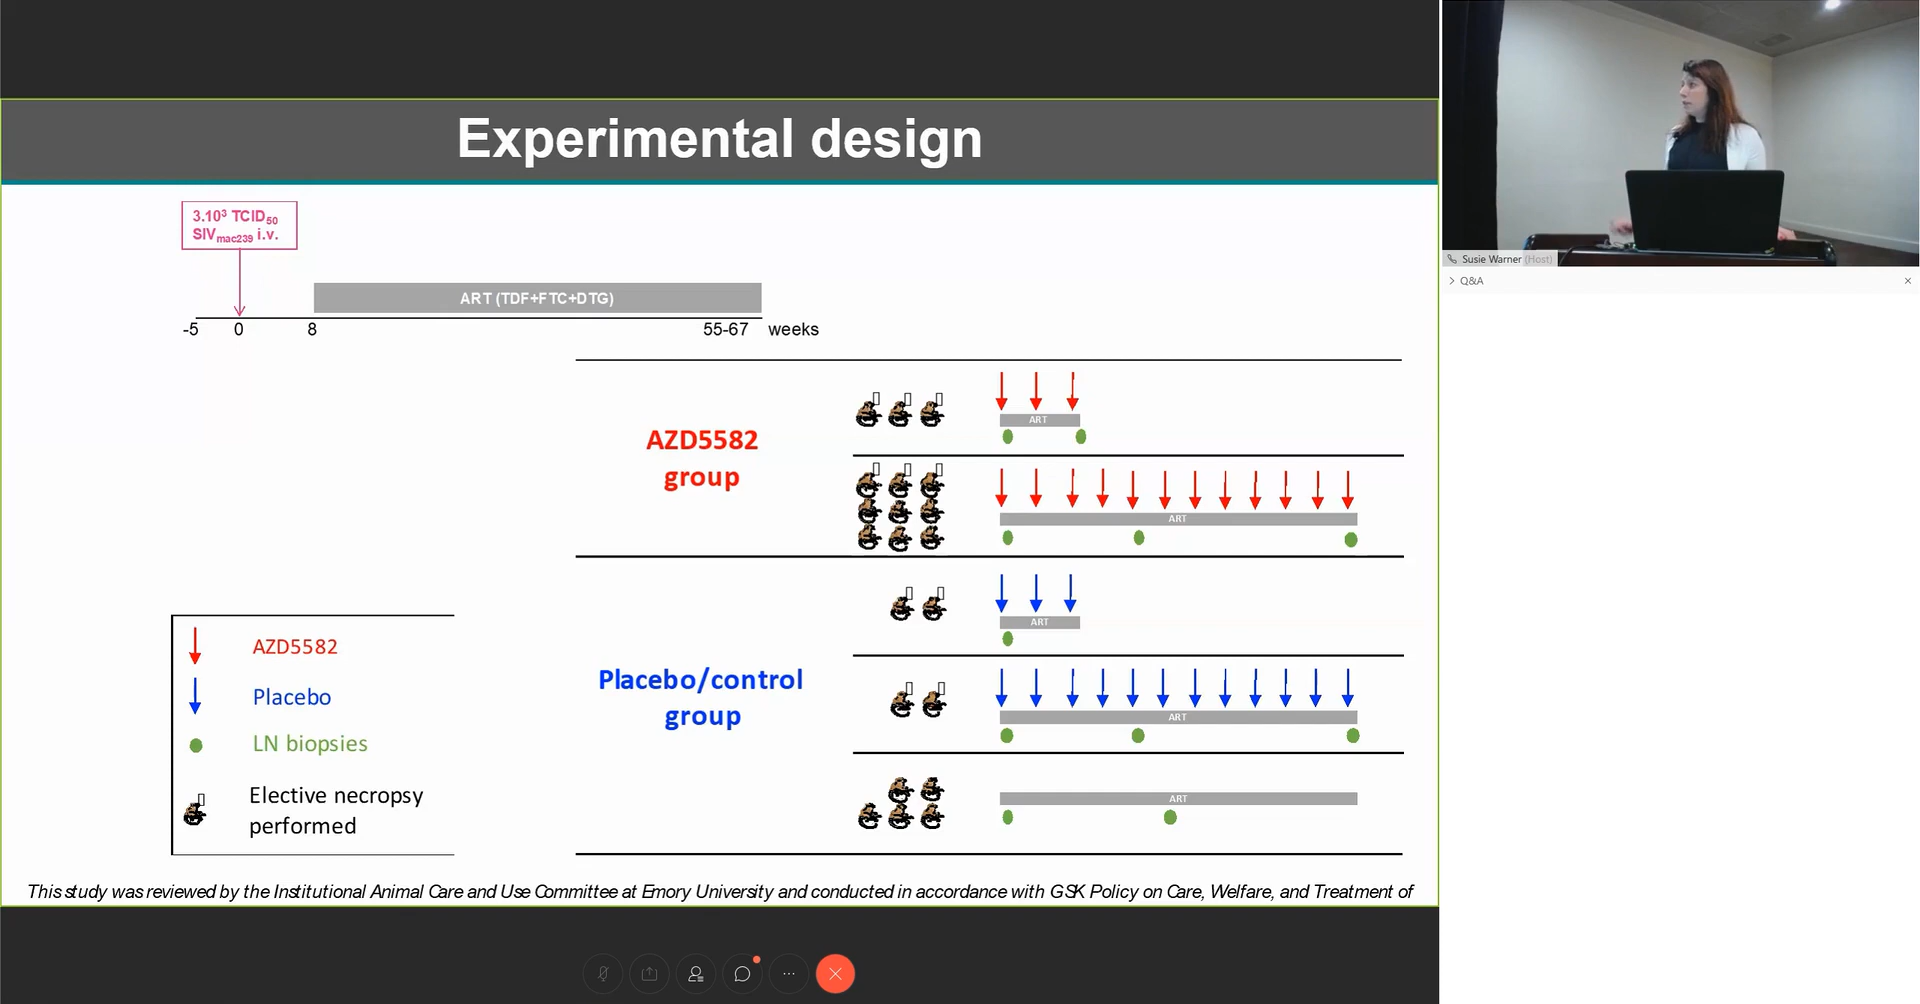 Experimental design
3.10³ TCID50
SIVmac239 i.v.
ART (TDF+FTC+DTG)
-5 0 8 55-67 weeks
AZD5582
group
ART
ART
Placebo/control
group
ART
ART
ART
AZD5582
Placebo
LN biopsies
Elective necropsy
performed
This study was reviewed by the Institutional Animal Care and Use Committee at Emory University and conducted in accordance with GSK Policy on Care, Welfare, and Treatment of
Susie Warner (Host)
Q&A